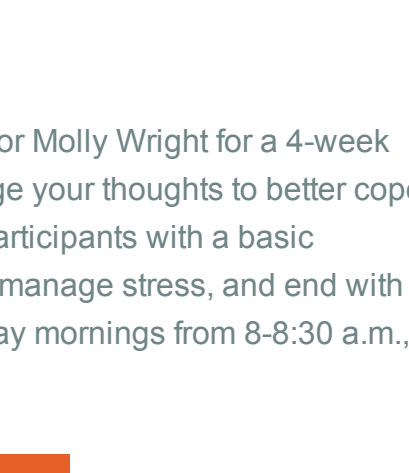 or Molly Wright for a 4-week
ge your thoughts to better cope
articipants with a basic
manage stress, and end with
ay mornings from 8-8:30 a.m.,